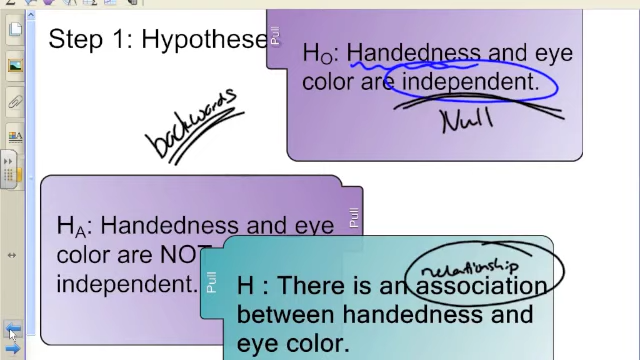 Step 1: Hypothese
Pull
H₀: Handedness and eye
color are independent.
Null
backwards
Hₐ: Handedness and eye
color are NOT
independent.
Pull
Pull
relationship
H : There is an association
between handedness and
eye color.